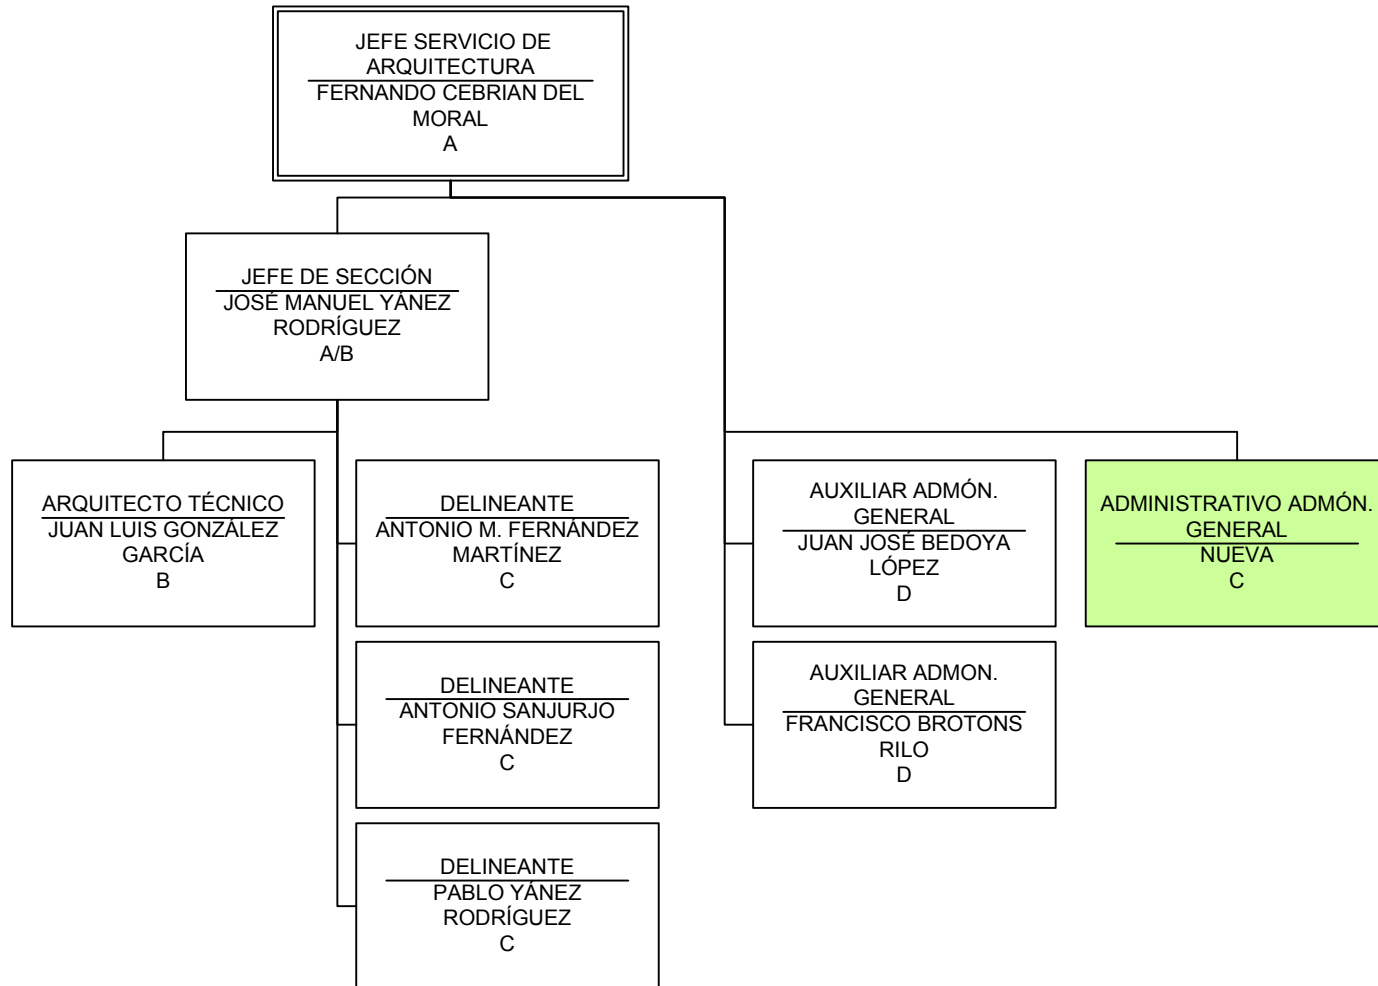 JEFE SERVICIO DE
ARQUITECTURA
FERNANDO CEBRIAN DEL
MORAL
A
JEFE DE SECCIÓN
JOSÉ MANUEL YÁNEZ
RODRÍGUEZ
A/B
ARQUITECTO TÉCNICO
JUAN LUIS GONZÁLEZ
GARCÍA
B
DELINEANTE
ANTONIO M. FERNÁNDEZ
MARTÍNEZ
C
AUXILIAR ADMÓN.
GENERAL
JUAN JOSÉ BEDOYA
LÓPEZ
D
ADMINISTRATIVO ADMÓN.
GENERAL
NUEVA
C
DELINEANTE
ANTONIO SANJURJO
FERNÁNDEZ
C
AUXILIAR ADMON.
GENERAL
FRANCISCO BROTONS
RILO
D
DELINEANTE
PABLO YÁNEZ
RODRÍGUEZ
C